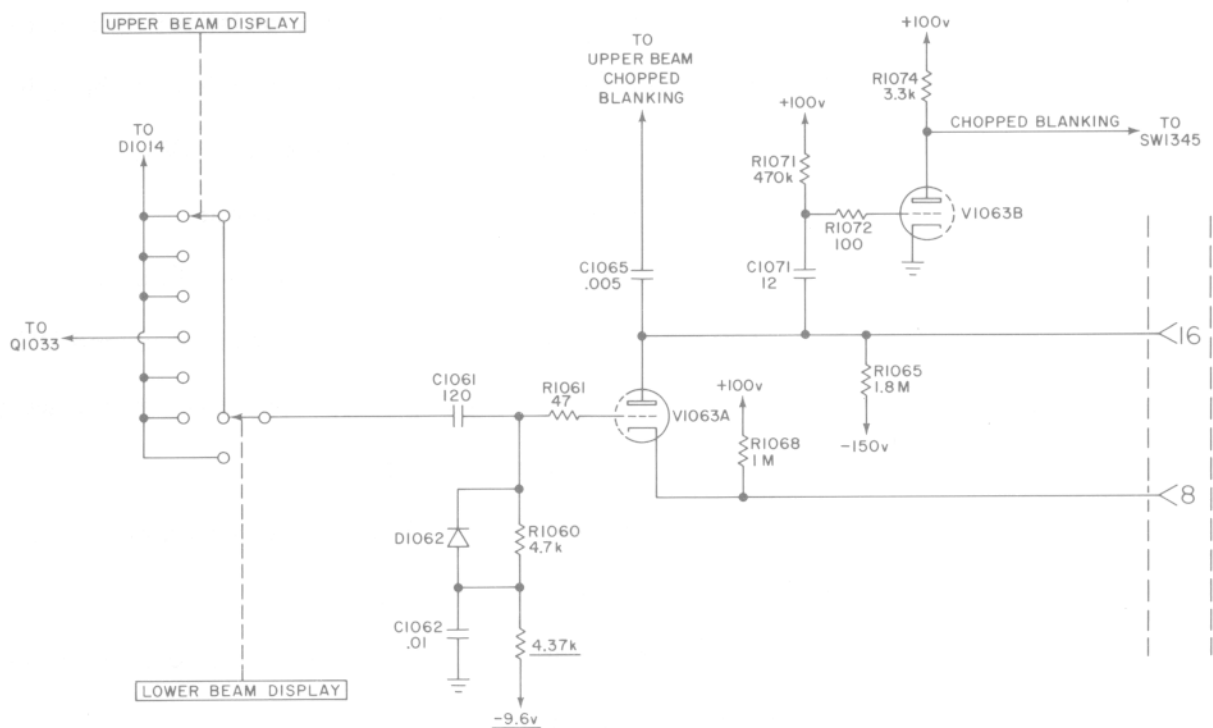 UPPER BEAM DISPLAY
TO
D1014
TO
Q1033
TO
UPPER BEAM
CHOPPED
BLANKING
+100v
R1074
3.3k
CHOPPED BLANKING
TO
SW1345
+100v
R1071
470k
R1072
100
V1063B
C1065
.005
C1071
12
16
C1061
120
R1061
47
V1063A
+100v
R1068
1M
R1065
1.8M
-150v
8
D1062
R1060
4.7k
C1062
.01
4.37k
-9.6v
LOWER BEAM DISPLAY